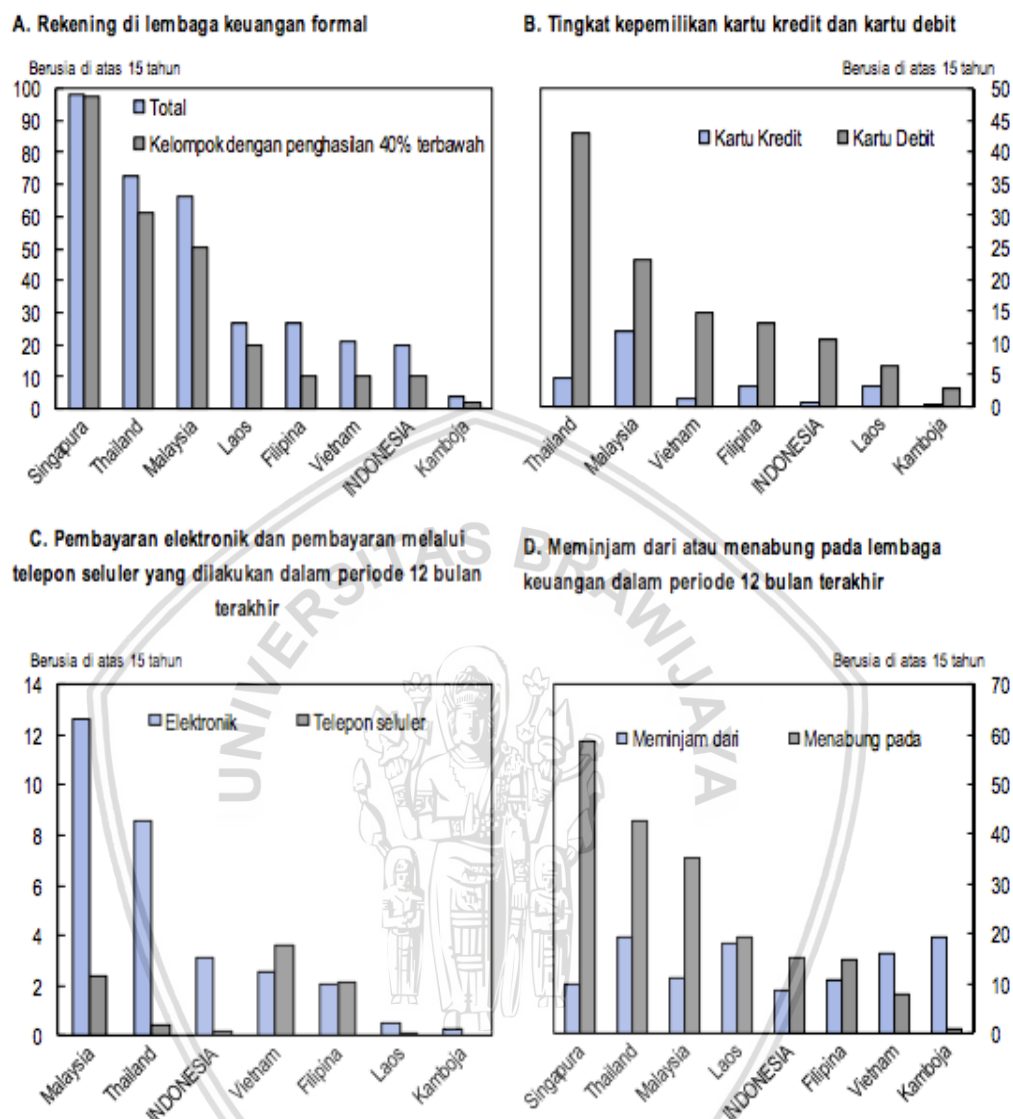 A. Rekening di lembaga keuangan formal
Berusia di atas 15 tahun
100
90
80
70
60
50
40
30
20
10
0
Total
Kelompok dengan penghasilan 40% terbawah
Singapura
Thailand
Malaysia
Laos
Filipina
Vietnam
INDONESIA
Kamboja
B. Tingkat kepemilikan kartu kredit dan kartu debit
Berusia di atas 15 tahun
50
45
40
35
30
25
20
15
10
5
0
Kartu Kredit
Kartu Debit
Thailand
Malaysia
Vietnam
Filipina
INDONESIA
Laos
Kamboja
C. Pembayaran elektronik dan pembayaran melalui
telepon seluler yang dilakukan dalam periode 12 bulan
terakhir
Berusia di atas 15 tahun
14
12
10
8
6
4
2
0
Elektronik
Telepon seluler
Malaysia
Thailand
INDONESIA
Vietnam
Filipina
Laos
Kamboja
D. Meminjam dari atau menabung pada lembaga
keuangan dalam periode 12 bulan terakhir
Berusia di atas 15 tahun
70
60
50
40
30
20
10
0
Meminjam dari
Menabung pada
Singapura
Thailand
Malaysia
Laos
INDONESIA
Filipina
Vietnam
Kamboja
UNIVERSITAS BRAWIJAYA